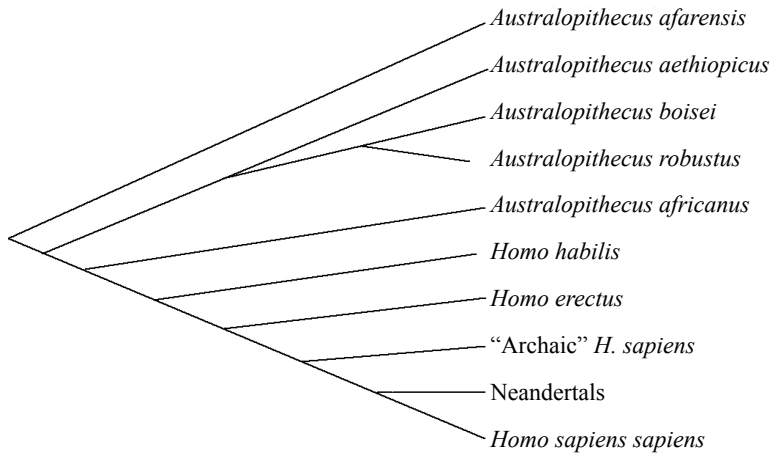 Australopithecus afarensis
Australopithecus aethiopicus
Australopithecus boisei
Australopithecus robustus
Australopithecus africanus
Homo habilis
Homo erectus
“Archaic” H. sapiens
Neandertals
Homo sapiens sapiens